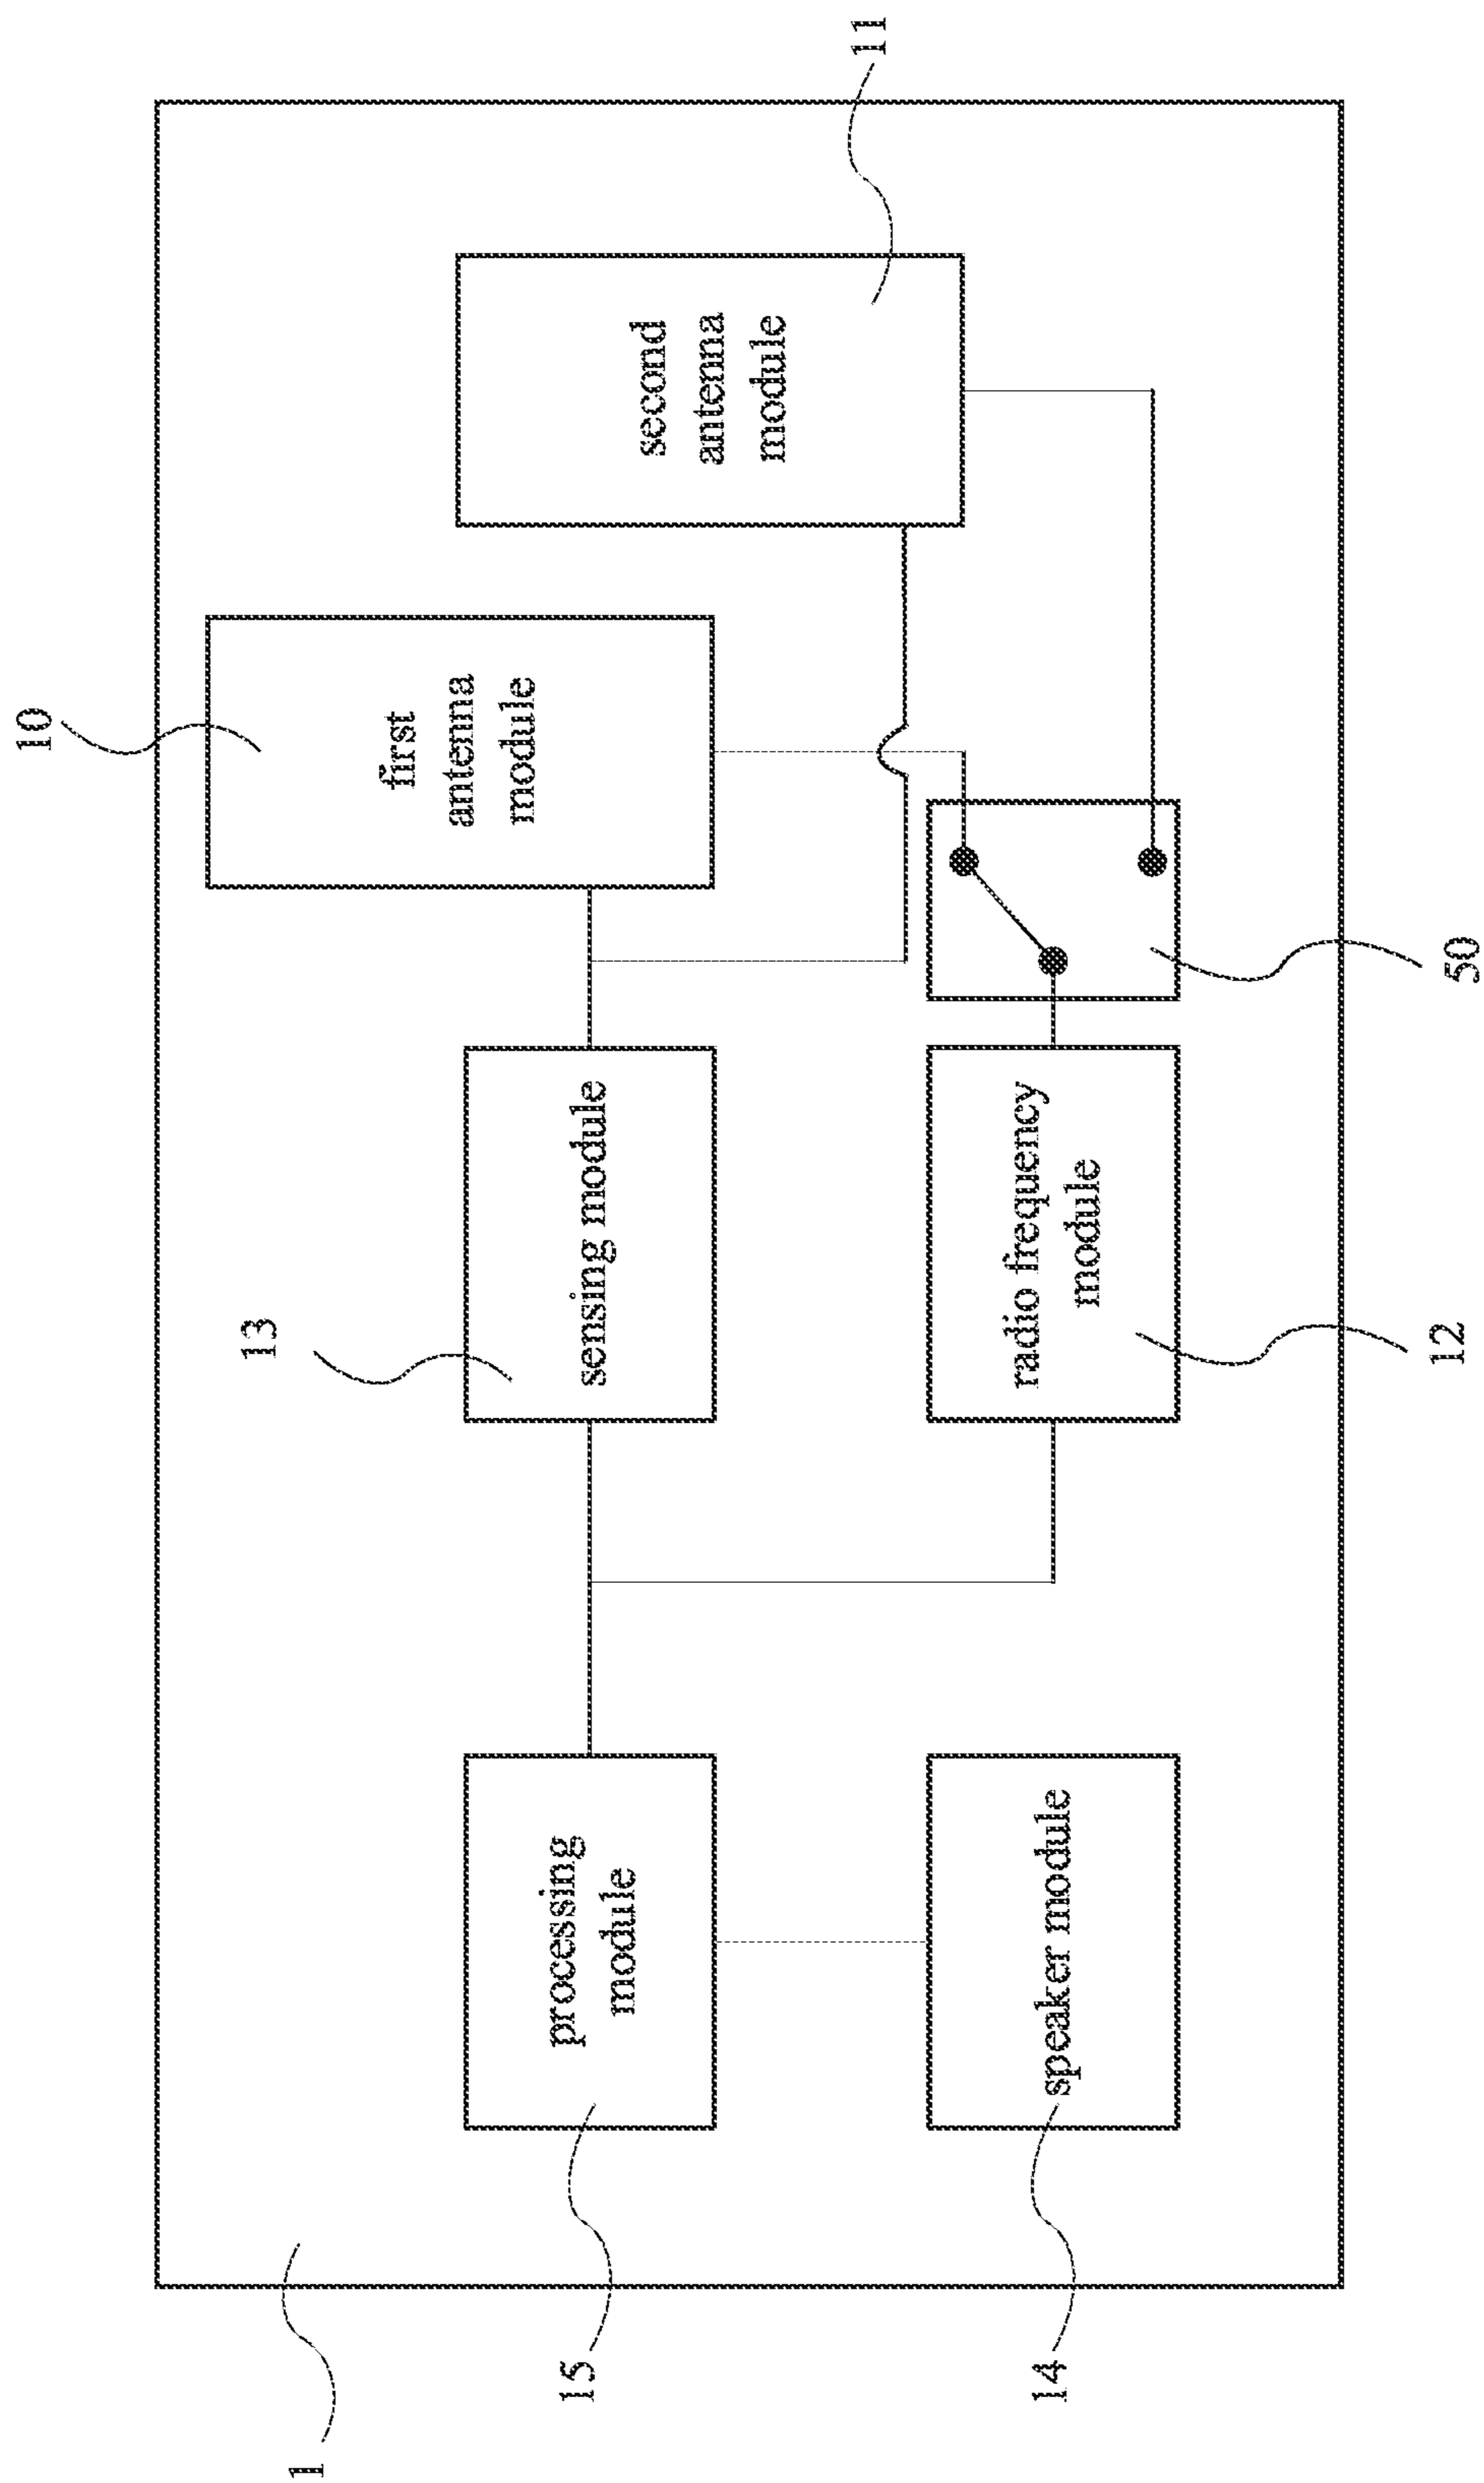 1
15
processing
module
14
speaker module
13
sensing module
12
radio frequency
module
50
10
first
antenna
module
11
second
antenna
module